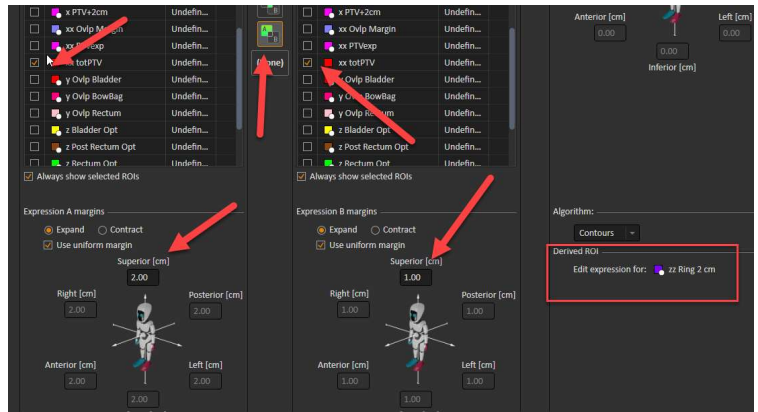 x PTV+2cm Undefin...
xx Ovlp Margin Undefin...
xx PTVexp Undefin...
xx totPTV Undefin...
y Ovlp Bladder Undefin...
y Ovlp BowBag Undefin...
y Ovlp Rectum Undefin...
z Bladder Opt Undefin...
z Post Rectum Opt Undefin...
z Rectum Opt Undefin...
Always show selected ROIs
Expression A margins
Expand Contract
Use uniform margin
Superior [cm]
2.00
Right [cm] Posterior [cm]
2.00 2.00
Anterior [cm] Left [cm]
2.00 2.00
2.00
A
B
x PTV+2cm Undefin...
xx Ovlp Margin Undefin...
xx PTVexp Undefin...
xx totPTV Undefin...
y Ovlp Bladder Undefin...
y Ovlp BowBag Undefin...
y Ovlp Rectum Undefin...
z Bladder Opt Undefin...
z Post Rectum Opt Undefin...
z Rectum Opt Undefin...
Always show selected ROIs
Expression B margins
Expand Contract
Use uniform margin
Superior [cm]
1.00
Right [cm] Posterior [cm]
1.00 1.00
Anterior [cm] Left [cm]
1.00 1.00
1.00
Anterior [cm] Left [cm]
0.00 0.00
0.00
Inferior [cm]
Algorithm:
Contours
Derived ROI
Edit expression for: zz Ring 2 cm